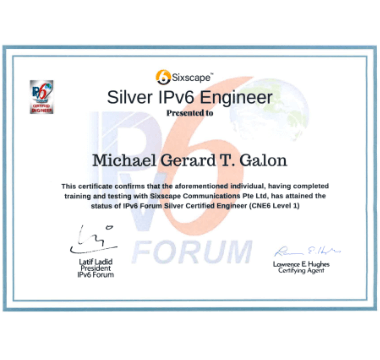 Sixscape™
Silver IPv6 Engineer
Presented to
Michael Gerard T. Galon
This certificate confirms that the aforementioned individual, having completed
training and testing with Sixscape Communications Pte Ltd, has attained the
status of IPv6 Forum Silver Certified Engineer (CNE6 Level 1)
IPv6
FORUM
Latif Ladid
President
IPv6 Forum
Lawrence E. Hughes
Certifying Agent